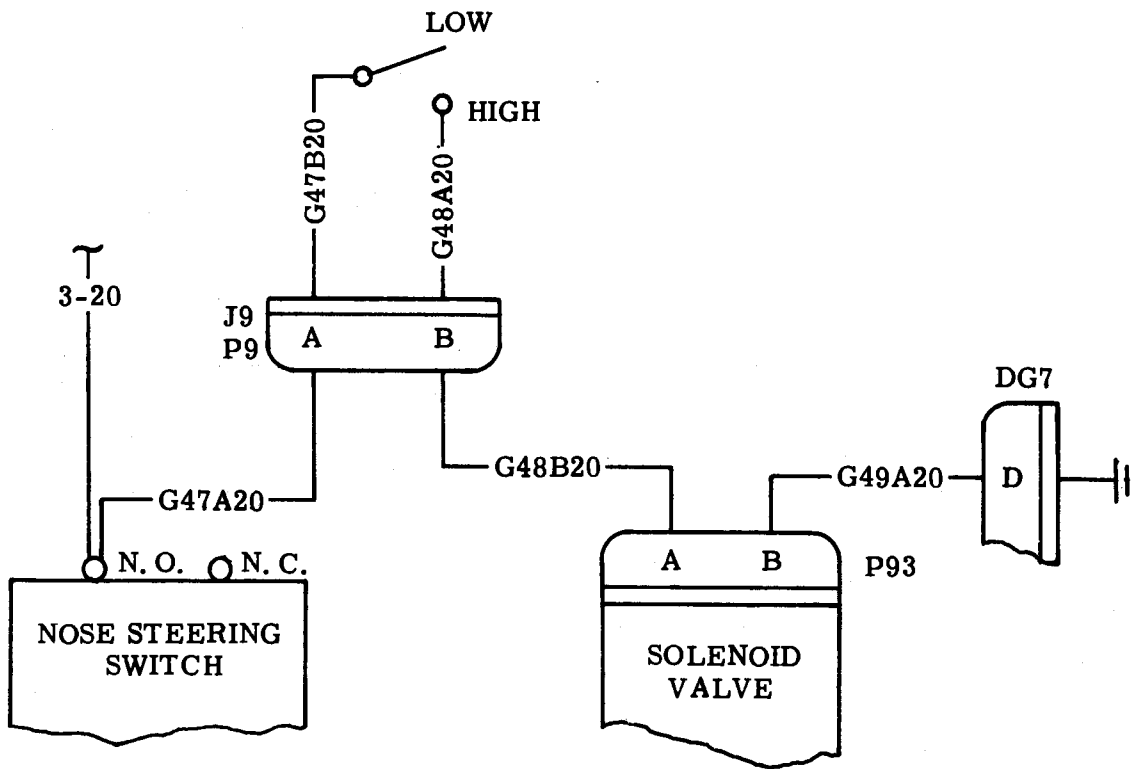 LOW
HIGH
G47B20
G48A20
3-20
J9
P9
A
B
DG7
G48B20
G49A20
D
G47A20
N. O.
N. C.
A
B
P93
NOSE STEERING
SWITCH
SOLENOID
VALVE